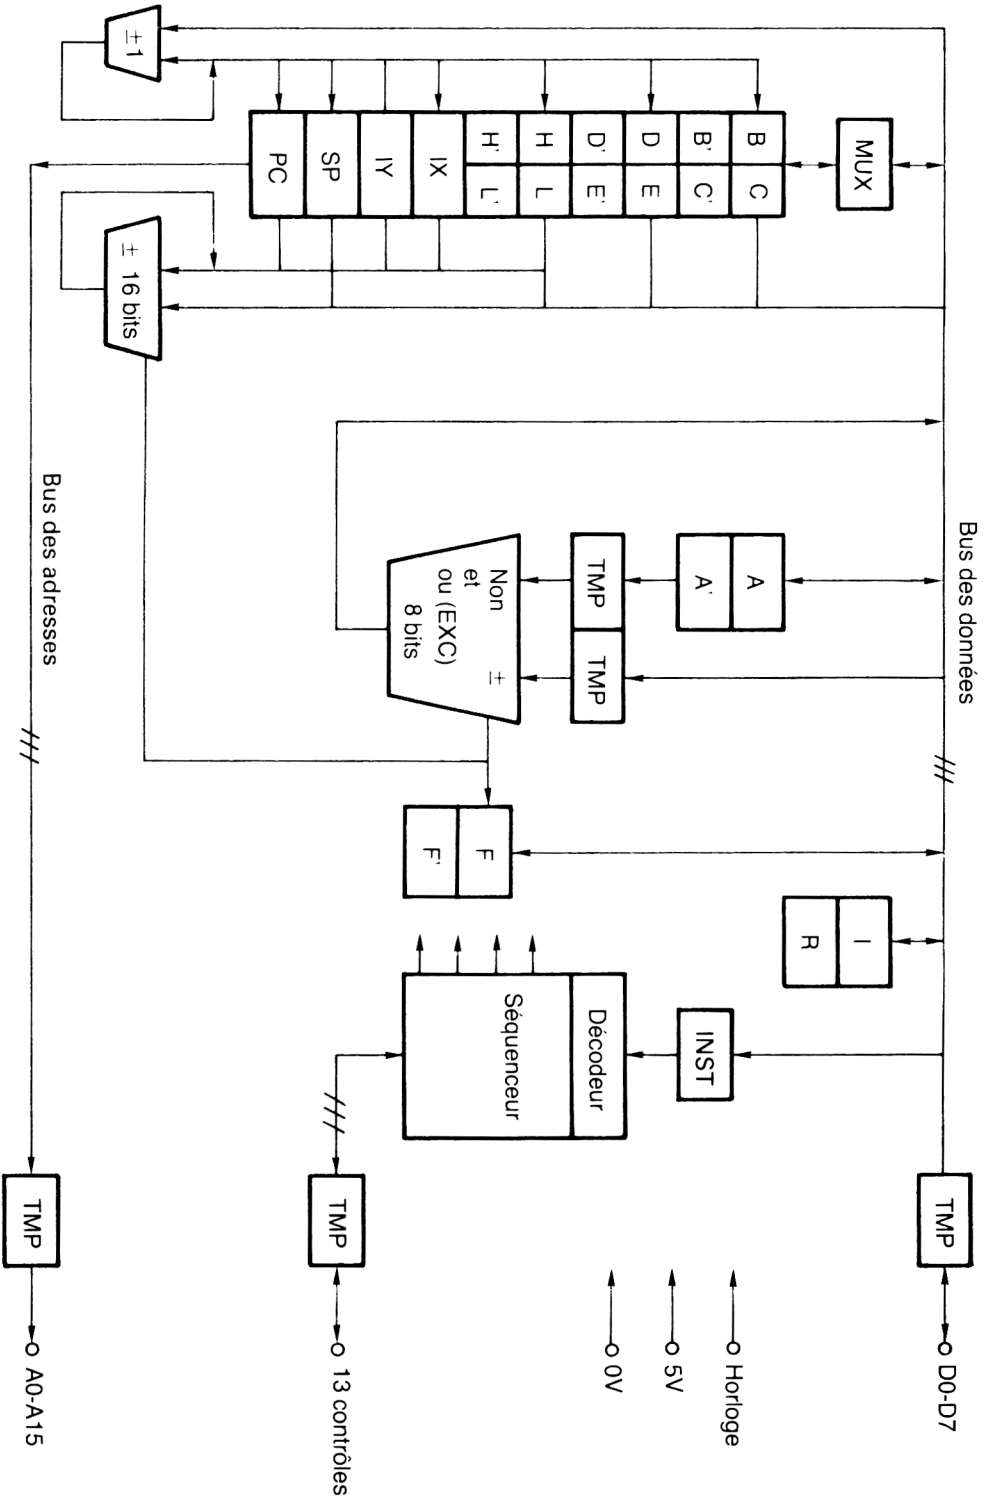 Bus des données
D0-D7
TMP
Horloge
5V
0V
MUX
I
R
INST
B C
B' C'
D E
D' E'
H L
H' L'
IX
IY
SP
PC
A
A'
TMP
TMP
Non
et
ou (EXC)
8 bits
±
F
F'
Décodeur
Séquenceur
TMP
13 contrôles
±1
± 16 bits
Bus des adresses
TMP
A0-A15